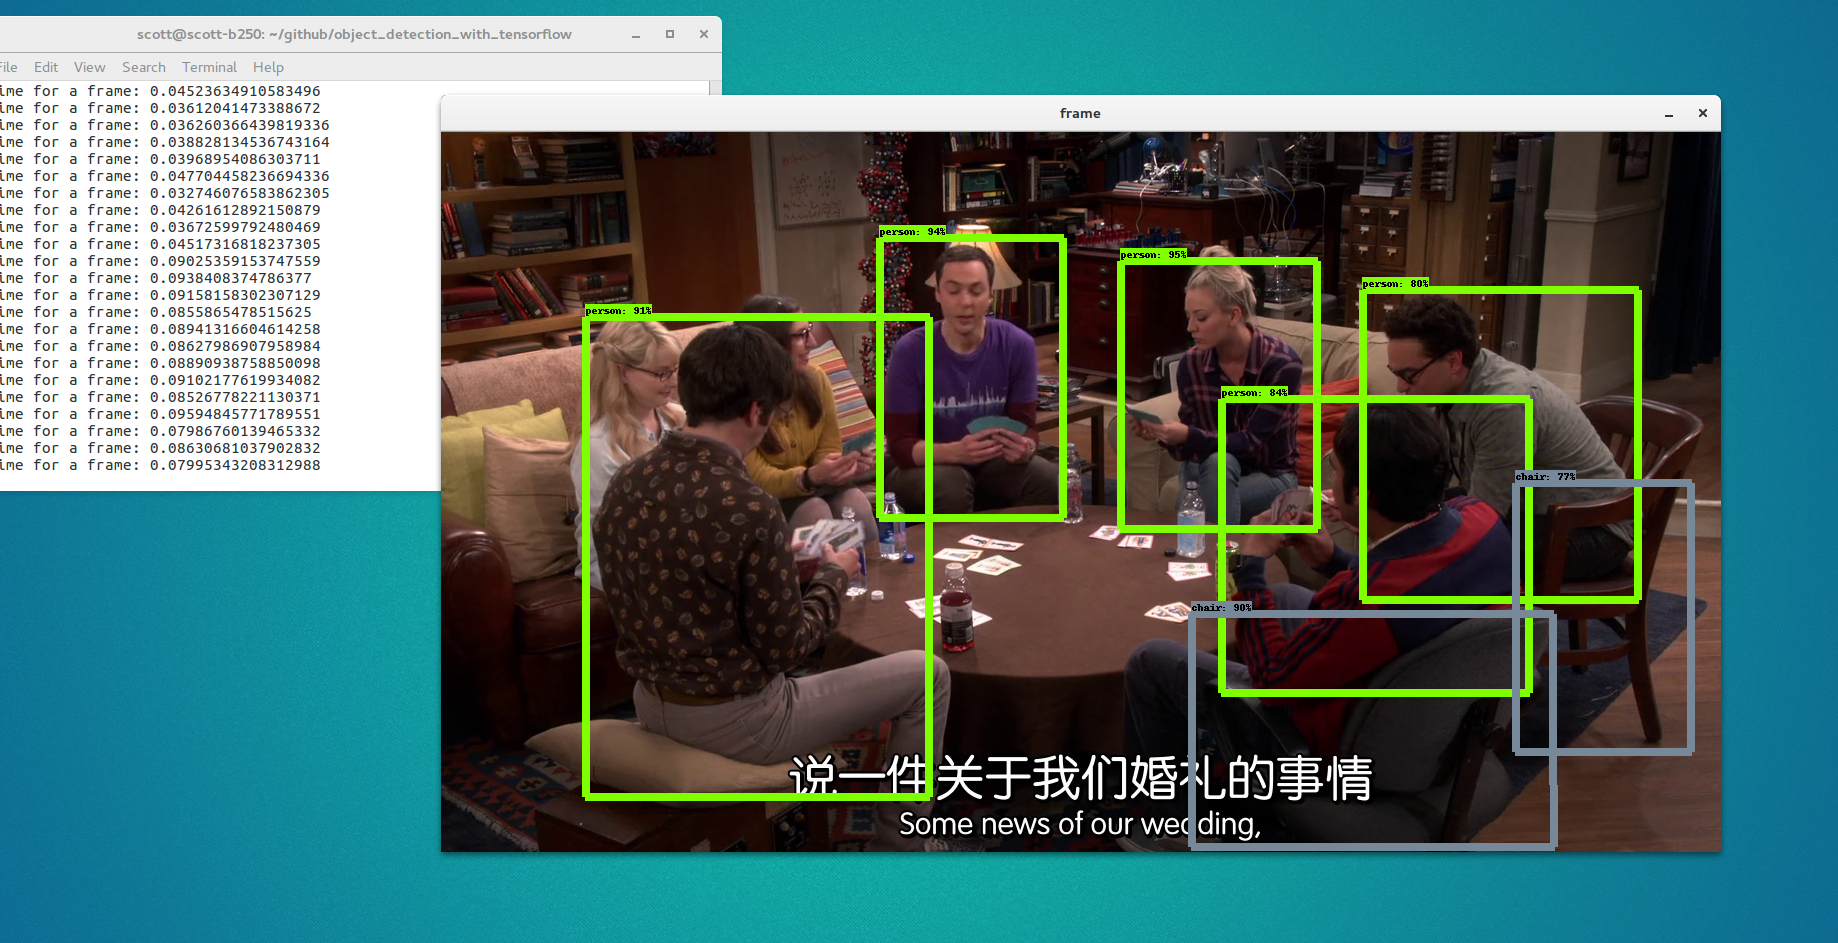 scott@scott-b250: ~/github/object_detection_with_tensorflow
File Edit View Search Terminal Help
ime for a frame: 0.04523634910583496
ime for a frame: 0.03612041473388672
ime for a frame: 0.036260366439819336
ime for a frame: 0.038828134536743164
ime for a frame: 0.03968954086303711
ime for a frame: 0.047704458236694336
ime for a frame: 0.032746076583862305
ime for a frame: 0.04261612892150879
ime for a frame: 0.03672599792480469
ime for a frame: 0.04517316818237305
ime for a frame: 0.09025359153747559
ime for a frame: 0.0938408374786377
ime for a frame: 0.09158158302307129
ime for a frame: 0.0855865478515625
ime for a frame: 0.08941316604614258
ime for a frame: 0.08627986907958984
ime for a frame: 0.08890938758850098
ime for a frame: 0.09102177619934082
ime for a frame: 0.08526778221130371
ime for a frame: 0.09594845771789551
ime for a frame: 0.07986760139465332
ime for a frame: 0.08630681037902832
ime for a frame: 0.07995343208312988
frame
person: 94%
person: 95%
person: 80%
person: 91%
person: 84%
chair: 77%
chair: 90%
说一件关于我们婚礼的事情
Some news of our wedding,